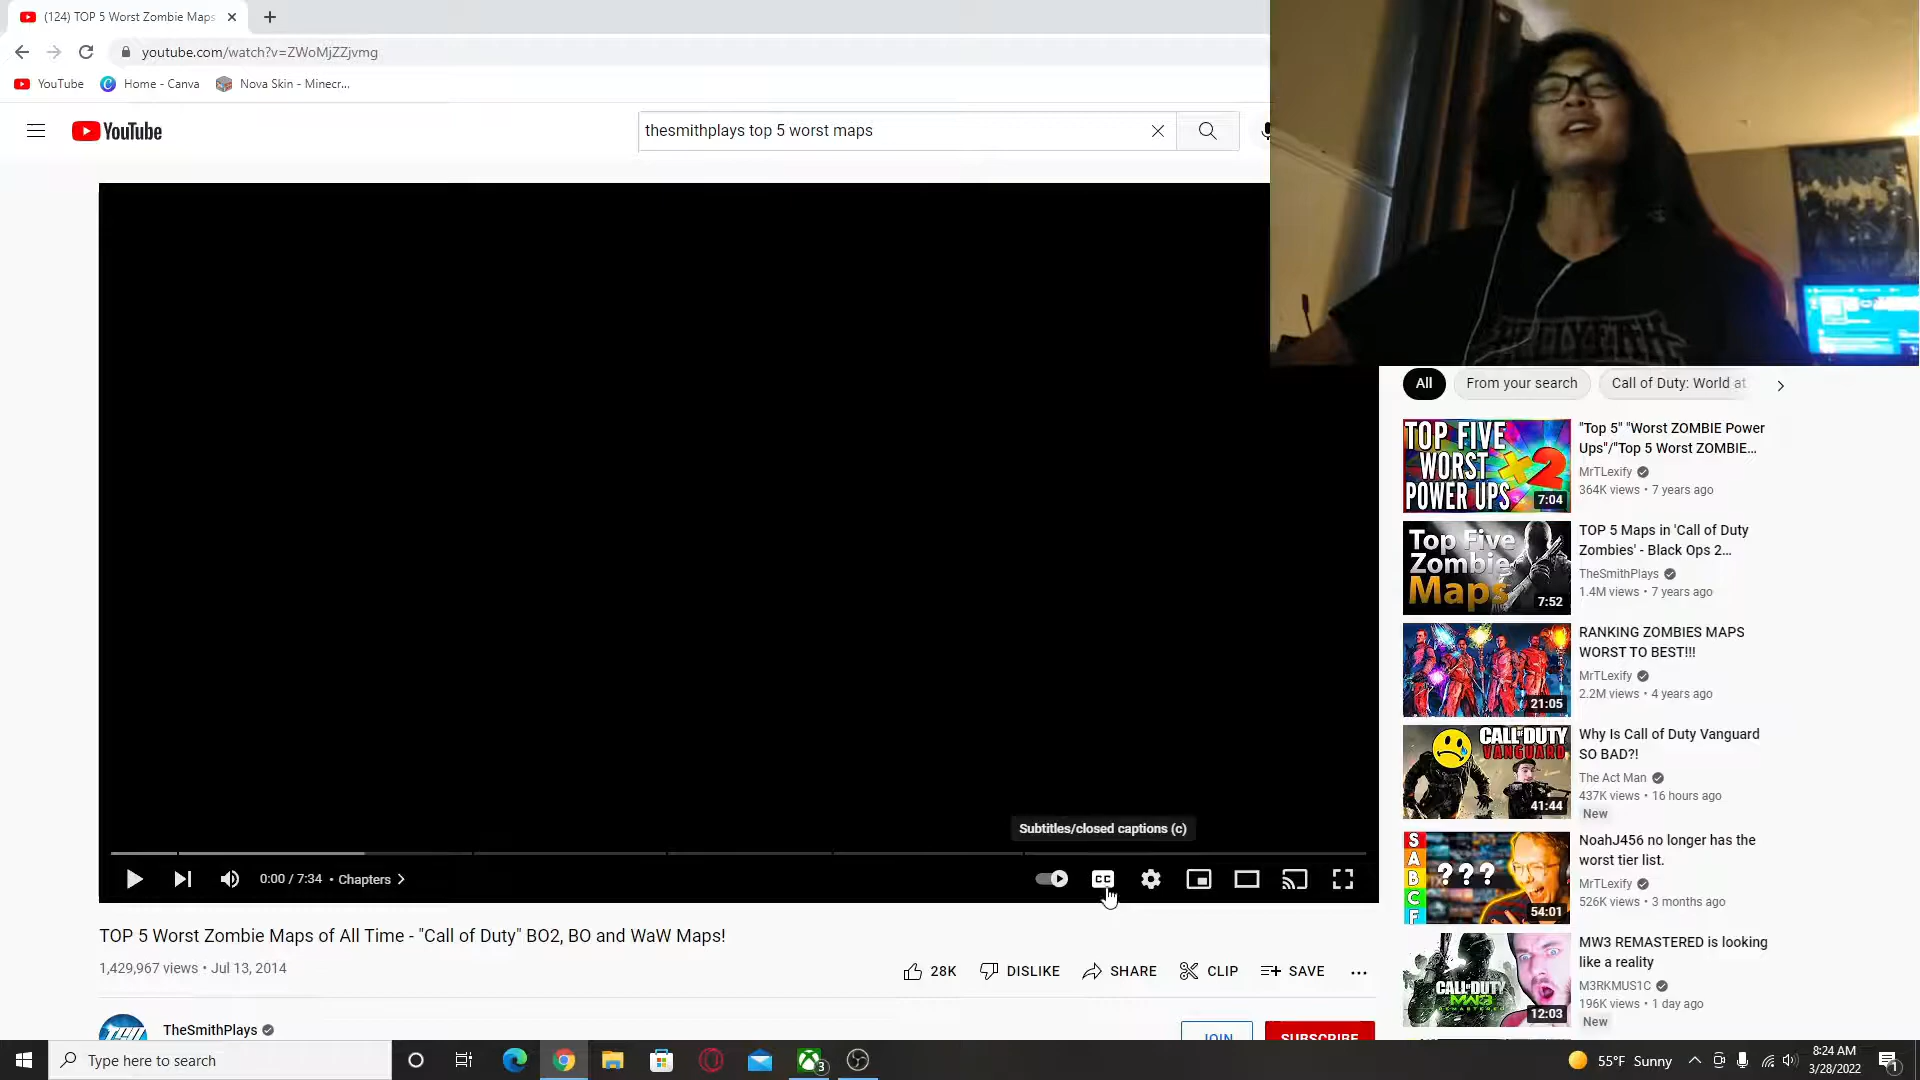 (124) TOP 5 Worst Zombie Maps
youtube.com/watch?v=ZWoMjZZjvmg
YouTube
Home - Canva
Nova Skin - Minecr...
YouTube
thesmithplays top 5 worst maps
Subtitles/closed captions (c)
0:00 / 7:34 • Chapters
CC
TOP 5 Worst Zombie Maps of All Time - "Call of Duty" BO2, BO and WaW Maps!
1,429,967 views • Jul 13, 2014
28K
DISLIKE
SHARE
CLIP
SAVE
TheSmithPlays
JOIN
SUBSCRIBE
All
From your search
Call of Duty: World at
TOP FIVE
WORST
POWER UPS
×2
7:04
"Top 5" "Worst ZOMBIE Power
Ups"/"Top 5 Worst ZOMBIE...
MrTLexify
364K views • 7 years ago
Top Five
Zombie
Maps
7:52
TOP 5 Maps in 'Call of Duty
Zombies' - Black Ops 2...
TheSmithPlays
1.4M views • 7 years ago
21:05
RANKING ZOMBIES MAPS
WORST TO BEST!!!
MrTLexify
2.2M views • 4 years ago
CALL OF DUTY
VANGUARD
41:44
Why Is Call of Duty Vanguard
SO BAD?!
The Act Man
437K views • 16 hours ago
New
S
A
B
C
F
? ? ?
54:01
NoahJ456 no longer has the
worst tier list.
MrTLexify
526K views • 3 months ago
CALL OF DUTY
MW3
REMASTERED
12:03
MW3 REMASTERED is looking
like a reality
M3RKMUS1C
196K views • 1 day ago
New
Type here to search
3
55°F Sunny
8:24 AM
3/28/2022
1